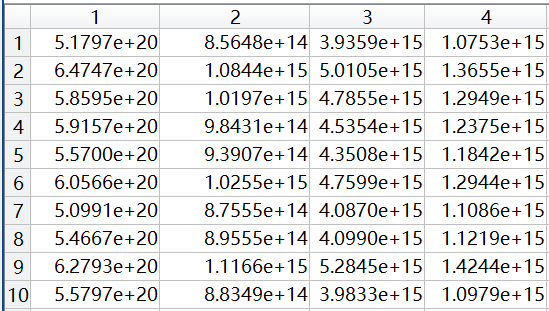 1 2 3 4
1 5.1797e+20 8.5648e+14 3.9359e+15 1.0753e+15
2 6.4747e+20 1.0844e+15 5.0105e+15 1.3655e+15
3 5.8595e+20 1.0197e+15 4.7855e+15 1.2949e+15
4 5.9157e+20 9.8431e+14 4.5354e+15 1.2375e+15
5 5.5700e+20 9.3907e+14 4.3508e+15 1.1842e+15
6 6.0566e+20 1.0255e+15 4.7599e+15 1.2944e+15
7 5.0991e+20 8.7555e+14 4.0870e+15 1.1086e+15
8 5.4667e+20 8.9555e+14 4.0990e+15 1.1219e+15
9 6.2793e+20 1.1166e+15 5.2845e+15 1.4244e+15
10 5.5797e+20 8.8349e+14 3.9833e+15 1.0979e+15